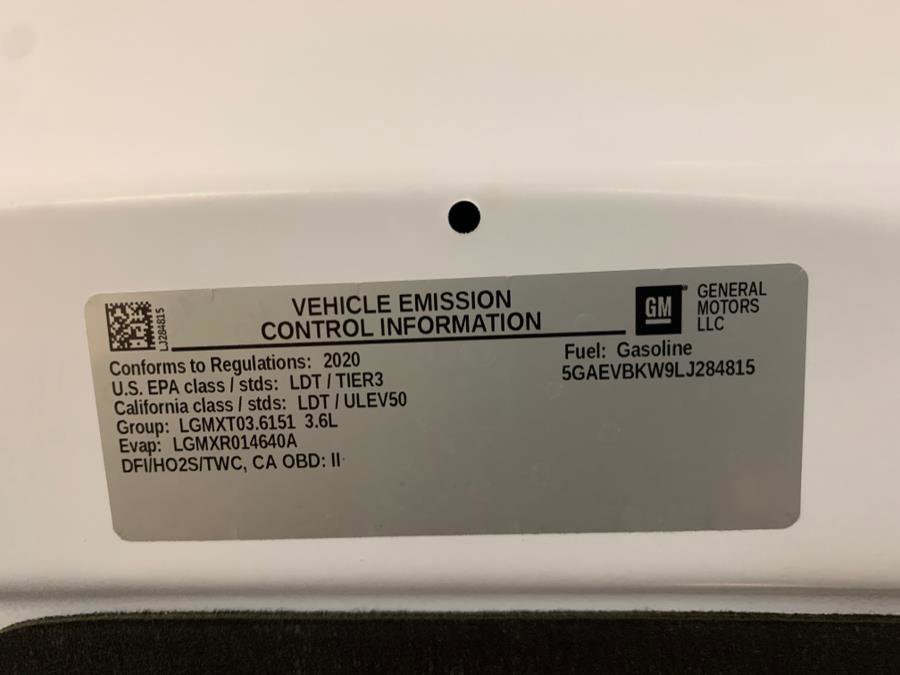 LJ284815
VEHICLE EMISSION
CONTROL INFORMATION
GM
GENERAL
MOTORS
LLC
Conforms to Regulations: 2020
U.S. EPA class / stds: LDT / TIER3
California class / stds: LDT / ULEV50
Group: LGMXT03.6151 3.6L
Evap: LGMXR014640A
DFI/HO2S/TWC, CA OBD: II
Fuel: Gasoline
5GAEVBKW9LJ284815